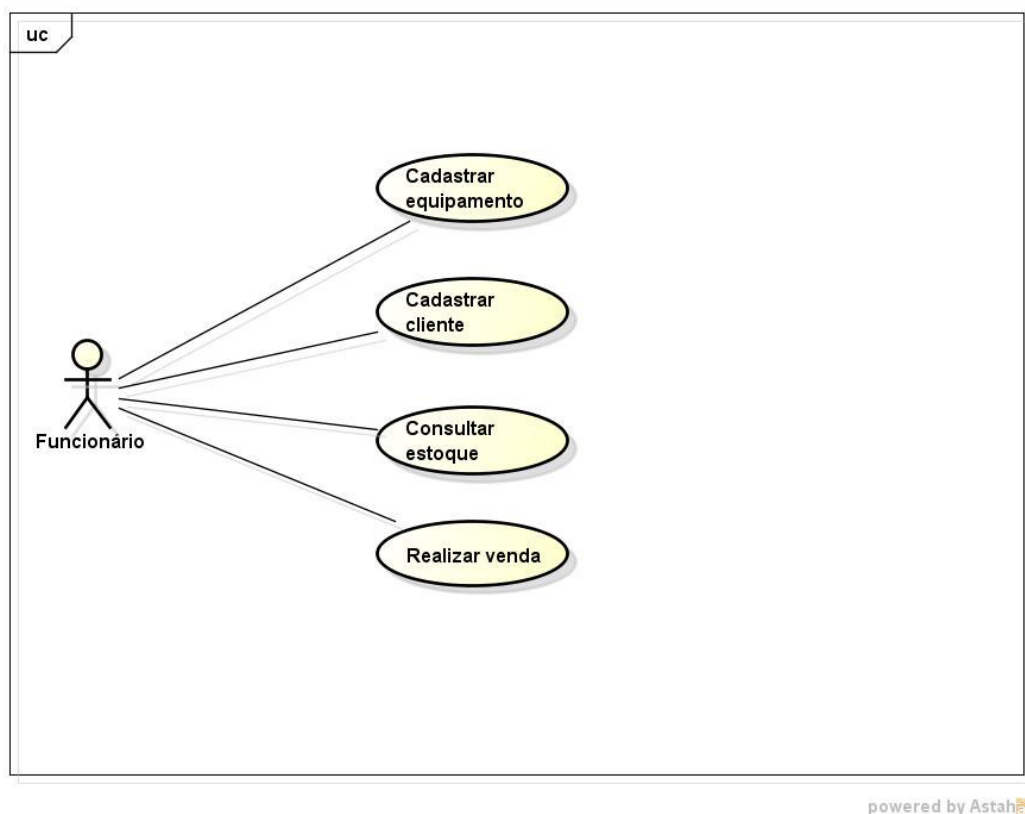 uc
Cadastrar
equipamento
Cadastrar
cliente
Funcionário
Consultar
estoque
Realizar venda
powered by Astah